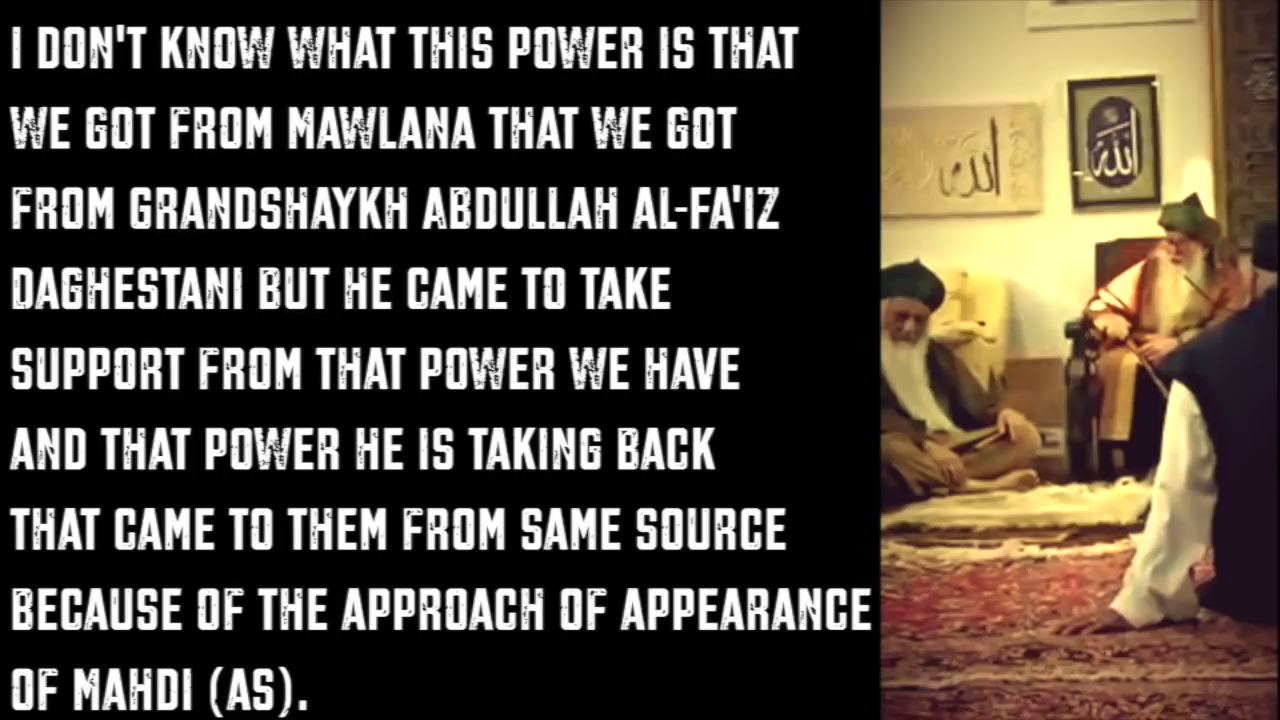 I DON'T KNOW WHAT THIS POWER IS THAT
WE GOT FROM MAWLANA THAT WE GOT
FROM GRANDSHAYKH ABDULLAH AL-FA'IZ
DAGHESTANI BUT HE CAME TO TAKE
SUPPORT FROM THAT POWER WE HAVE
AND THAT POWER HE IS TAKING BACK
THAT CAME TO THEM FROM SAME SOURCE
BECAUSE OF THE APPROACH OF APPEARANCE
OF MAHDI (AS).
الله
الله